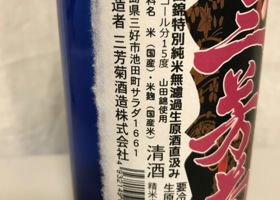 三芳菊
錦特別純米無濾過生原酒直汲み
コール分15度 山田錦使用
料名 米(国産)・米麹(国産米)
島県三好市池田町サラダ1661
造者 三芳菊酒造株式会社
清酒
要冷
生原
精米